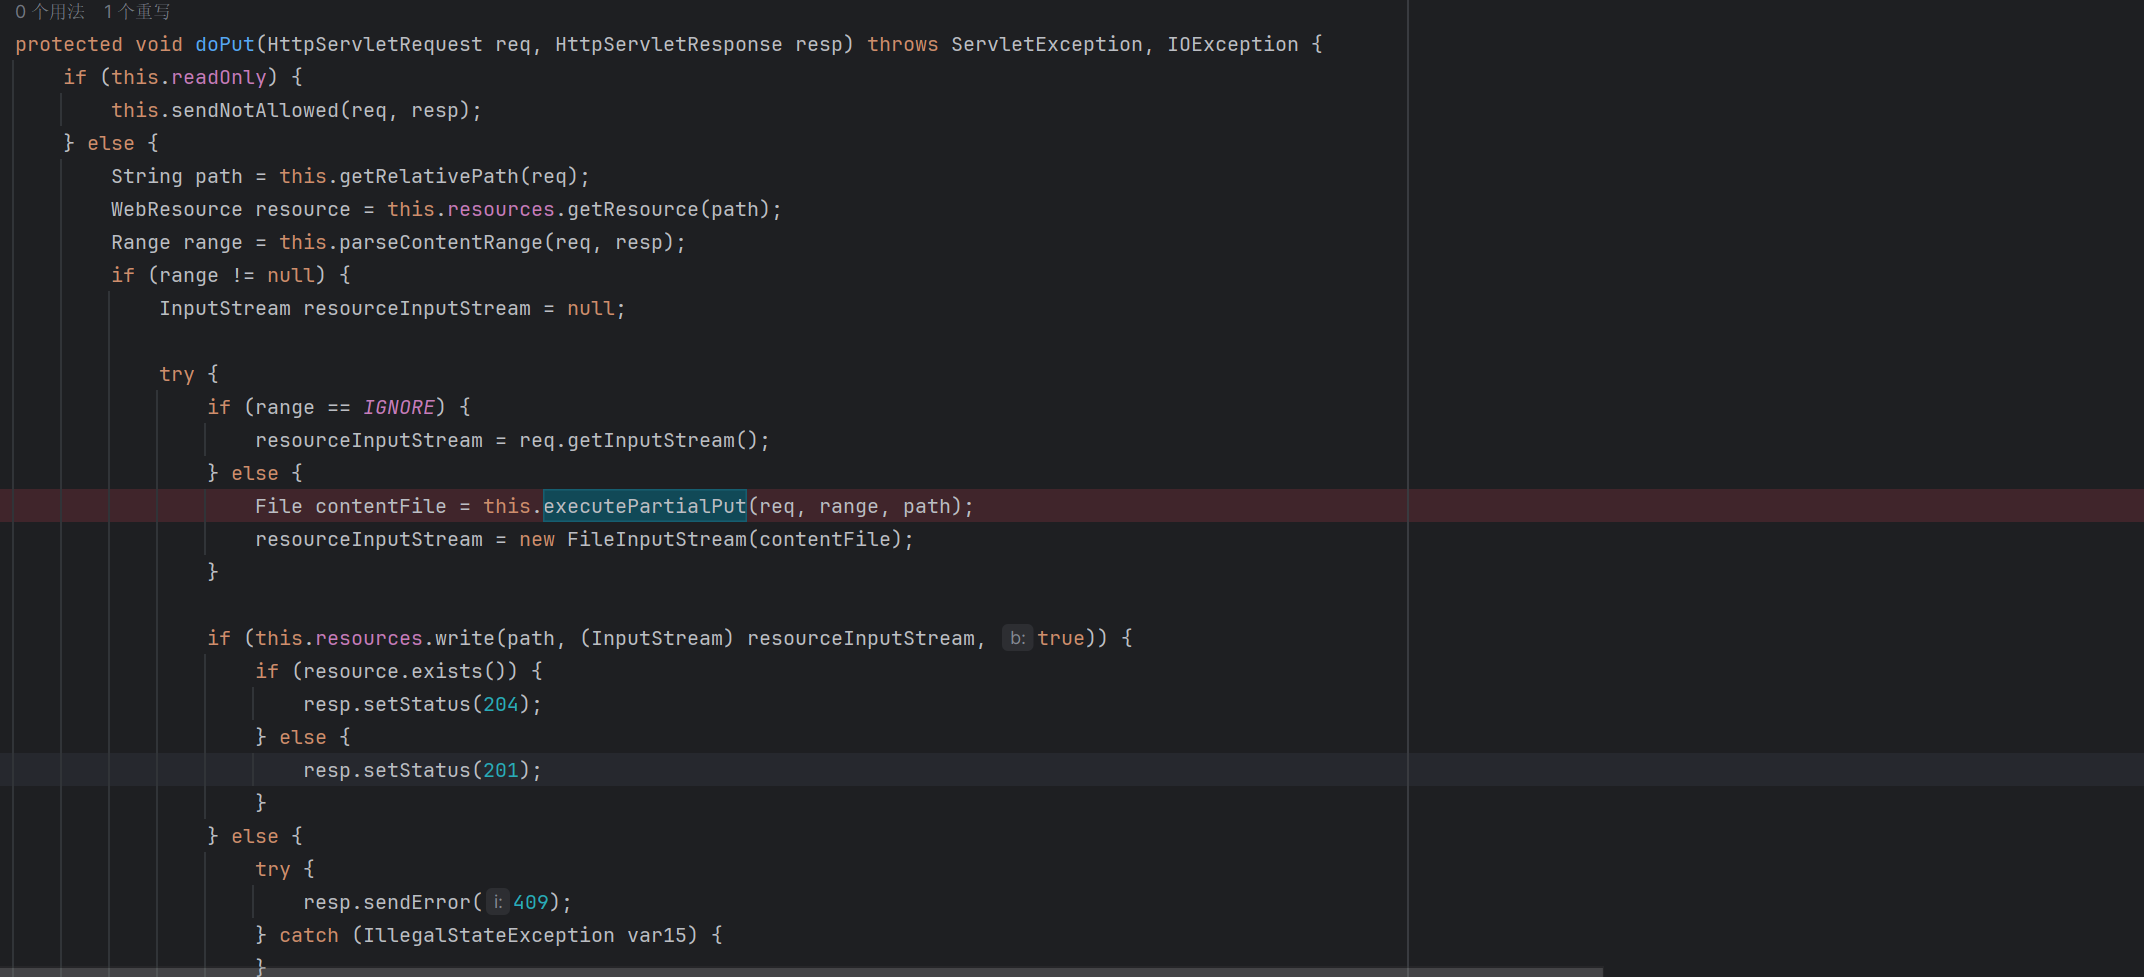 0 个用法 1 个重写
protected void doPut(HttpServletRequest req, HttpServletResponse resp) throws ServletException, IOException {
if (this.readOnly) {
this.sendNotAllowed(req, resp);
} else {
String path = this.getRelativePath(req);
WebResource resource = this.resources.getResource(path);
Range range = this.parseContentRange(req, resp);
if (range != null) {
InputStream resourceInputStream = null;
try {
if (range == IGNORE) {
resourceInputStream = req.getInputStream();
} else {
File contentFile = this.executePartialPut(req, range, path);
resourceInputStream = new FileInputStream(contentFile);
}
if (this.resources.write(path, (InputStream) resourceInputStream, b: true)) {
if (resource.exists()) {
resp.setStatus(204);
} else {
resp.setStatus(201);
}
} else {
try {
resp.sendError( i: 409);
} catch (IllegalStateException var15) {
}